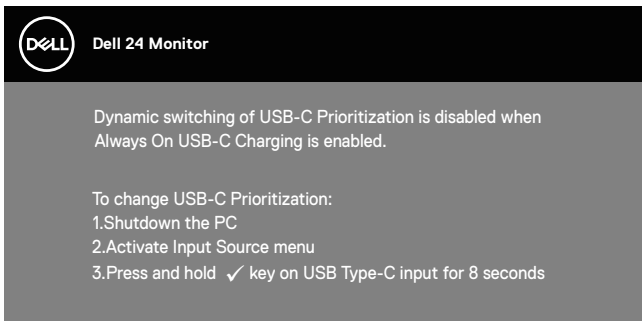 DELL
Dell 24 Monitor
Dynamic switching of USB-C Prioritization is disabled when
Always On USB-C Charging is enabled.
To change USB-C Prioritization:
1.Shutdown the PC
2.Activate Input Source menu
3.Press and hold ✓ key on USB Type-C input for 8 seconds